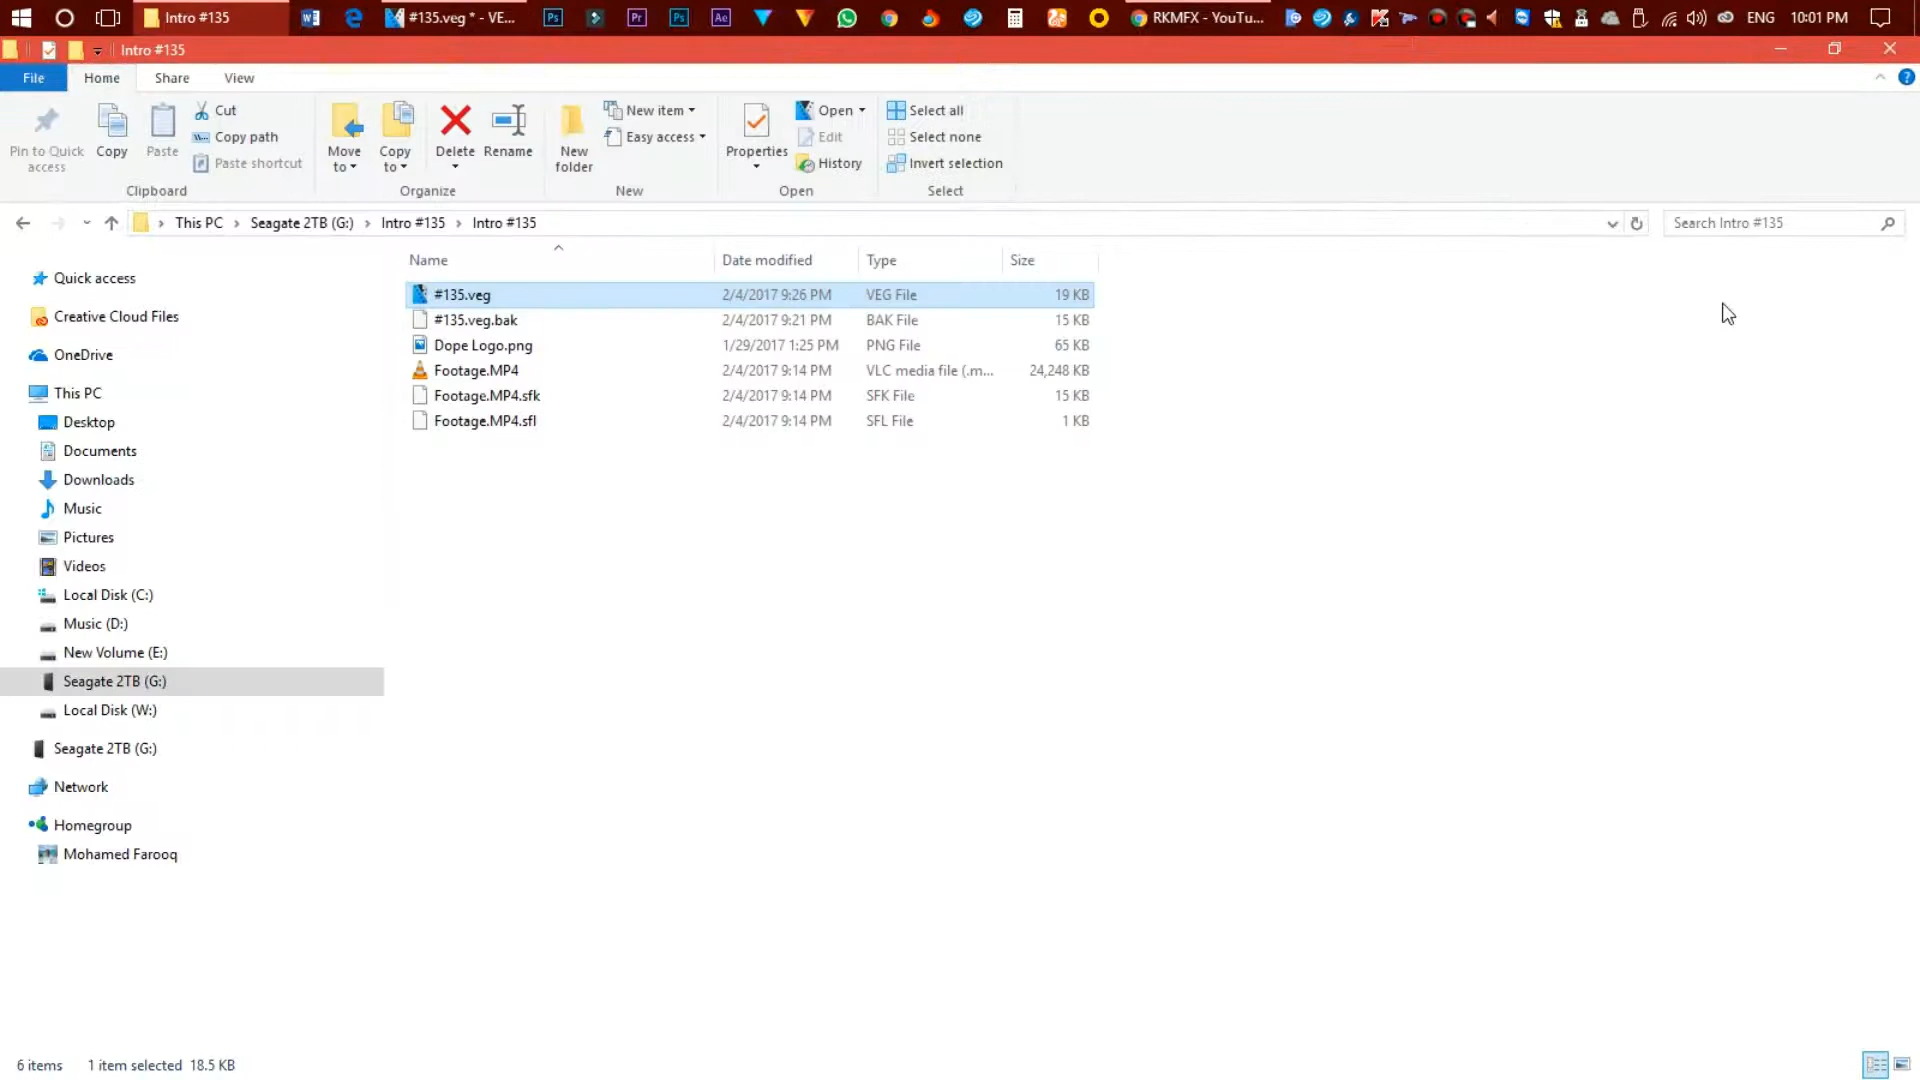 Intro #135
#135.veg * - VE...
RKMFX - YouTu...
ENG
10:01 PM
Intro #135
File
Home
Share
View
Pin to Quick access
Copy
Paste
Cut
Copy path
Paste shortcut
Clipboard
Move to
Copy to
Delete
Rename
Organize
New folder
New item
Easy access
New
Properties
Open
Edit
History
Open
Select all
Select none
Invert selection
Select
This PC > Seagate 2TB (G:) > Intro #135 > Intro #135
Search Intro #135
Name Date modified Type Size
#135.veg 2/4/2017 9:26 PM VEG File 19 KB
#135.veg.bak 2/4/2017 9:21 PM BAK File 15 KB
Dope Logo.png 1/29/2017 1:25 PM PNG File 65 KB
Footage.MP4 2/4/2017 9:14 PM VLC media file (.m... 24,248 KB
Footage.MP4.sfk 2/4/2017 9:14 PM SFK File 15 KB
Footage.MP4.sfl 2/4/2017 9:14 PM SFL File 1 KB
Quick access
Creative Cloud Files
OneDrive
This PC
Desktop
Documents
Downloads
Music
Pictures
Videos
Local Disk (C:)
Music (D:)
New Volume (E:)
Seagate 2TB (G:)
Local Disk (W:)
Seagate 2TB (G:)
Network
Homegroup
Mohamed Farooq
6 items 1 item selected 18.5 KB